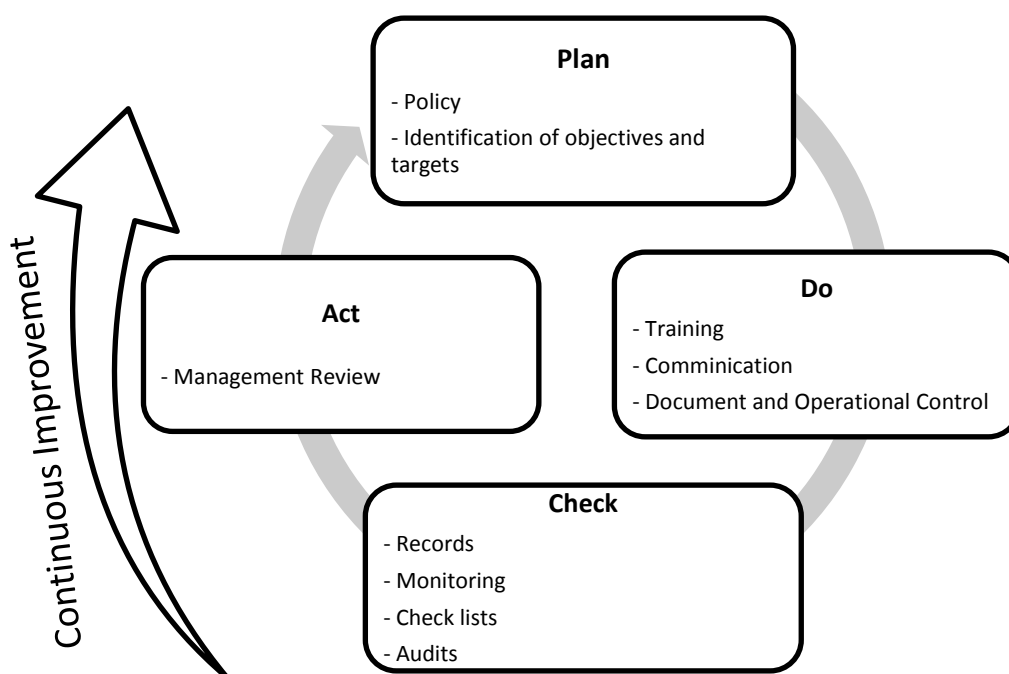 Plan
- Policy
- Identification of objectives and
targets
Do
- Training
- Comminication
- Document and Operational Control
Check
- Records
- Monitoring
- Check lists
- Audits
Act
- Management Review
Continuous Improvement